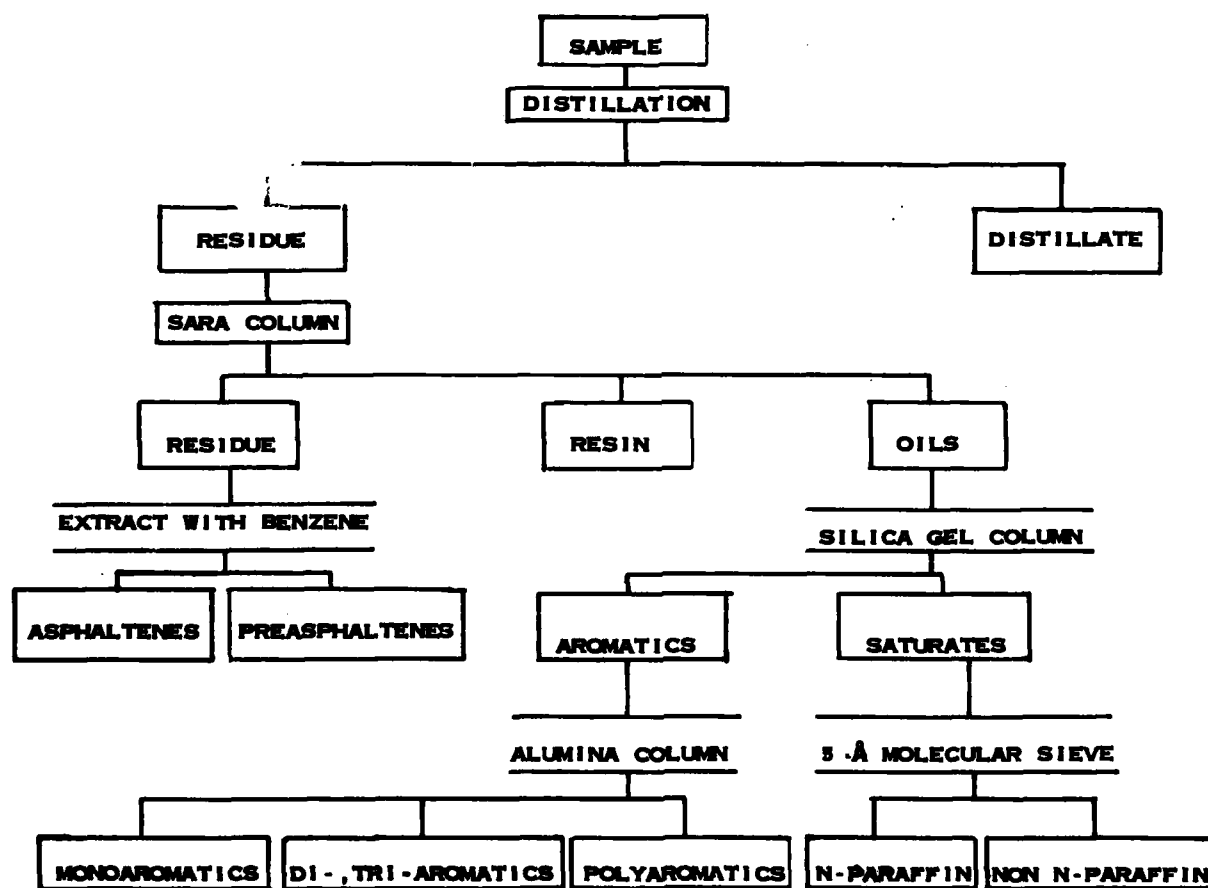 SAMPLE
DISTILLATION
RESIDUE
DISTILLATE
SARA COLUMN
RESIDUE
RESIN
OILS
EXTRACT WITH BENZENE
SILICA GEL COLUMN
ASPHALTENES
PREASPHALTENES
AROMATICS
SATURATES
ALUMINA COLUMN
5-Å MOLECULAR SIEVE
MONOAROMATICS
DI-,TRI-AROMATICS
POLYAROMATICS
N-PARAFFIN
NON N-PARAFFIN